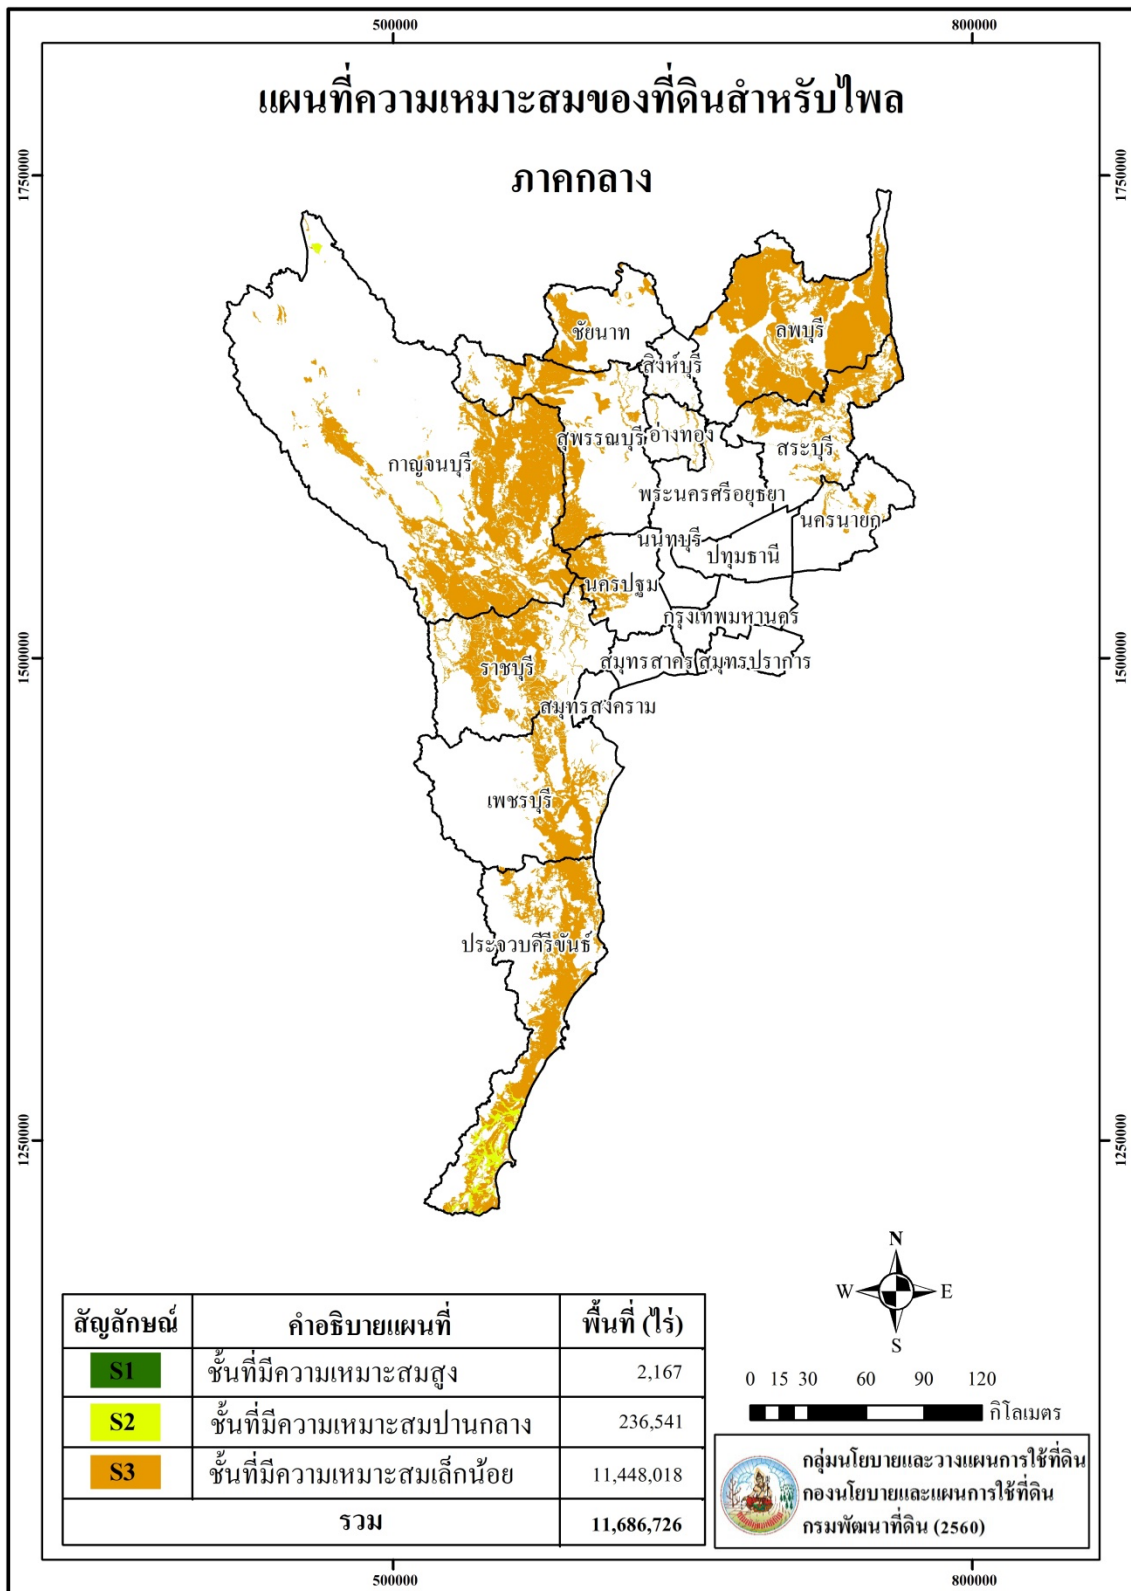 500000 800000
แผนที่ความเหมาะสมของที่ดินสำหรับไพล
ภาคกลาง
1750000 1750000
ชัยนาท
ลพบุรี
สิงห์บุรี
สุพรรณบุรี
อ่างทอง
สระบุรี
กาญจนบุรี
พระนครศรีอยุธยา
นครนายก
นนทบุรี
ปทุมธานี
นครปฐม
กรุงเทพมหานคร
1500000 1500000
ราชบุรี
สมุทรสาคร
สมุทรปราการ
สมุทรสงคราม
เพชรบุรี
ประจวบคีรีขันธ์
1250000 1250000
N
W E
S
สัญลักษณ์ คำอธิบายแผนที่ พื้นที่ (ไร่)
S1 ชั้นที่มีความเหมาะสมสูง 2,167
S2 ชั้นที่มีความเหมาะสมปานกลาง 236,541
S3 ชั้นที่มีความเหมาะสมเล็กน้อย 11,448,018
รวม 11,686,726
0 15 30 60 90 120
กิโลเมตร
กลุ่มนโยบายและวางแผนการใช้ที่ดิน
กองนโยบายและแผนการใช้ที่ดิน
กรมพัฒนาที่ดิน (2560)
500000 800000